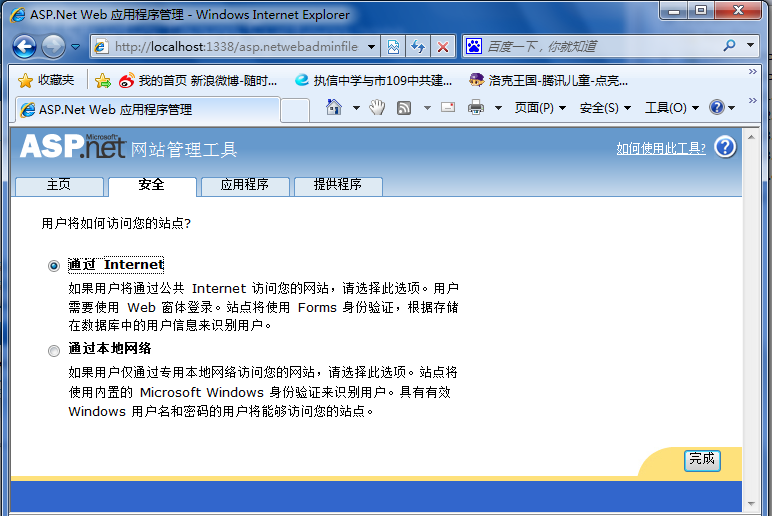 ASP.Net Web 应用程序管理 - Windows Internet Explorer
http://localhost:1338/asp.netwebadminfile
百度一下，你就知道
收藏夹 我的首页 新浪微博-随时... 执信中学与市109中共建... 洛克王国-腾讯儿童-点亮...
ASP.Net Web 应用程序管理 页面(P) 安全(S) 工具(O)
Microsoft
ASP.net 网站管理工具 如何使用此工具?
主页 安全 应用程序 提供程序
用户将如何访问您的站点?
通过 Internet
如果用户将通过公共 Internet 访问您的网站，请选择此选项。用户
需要使用 Web 窗体登录。站点将使用 Forms 身份验证，根据存储
在数据库中的用户信息来识别用户。
通过本地网络
如果用户仅通过专用本地网络访问您的网站，请选择此选项。站点将
使用内置的 Microsoft Windows 身份验证来识别用户。具有有效
Windows 用户名和密码的用户将能够访问您的站点。
完成